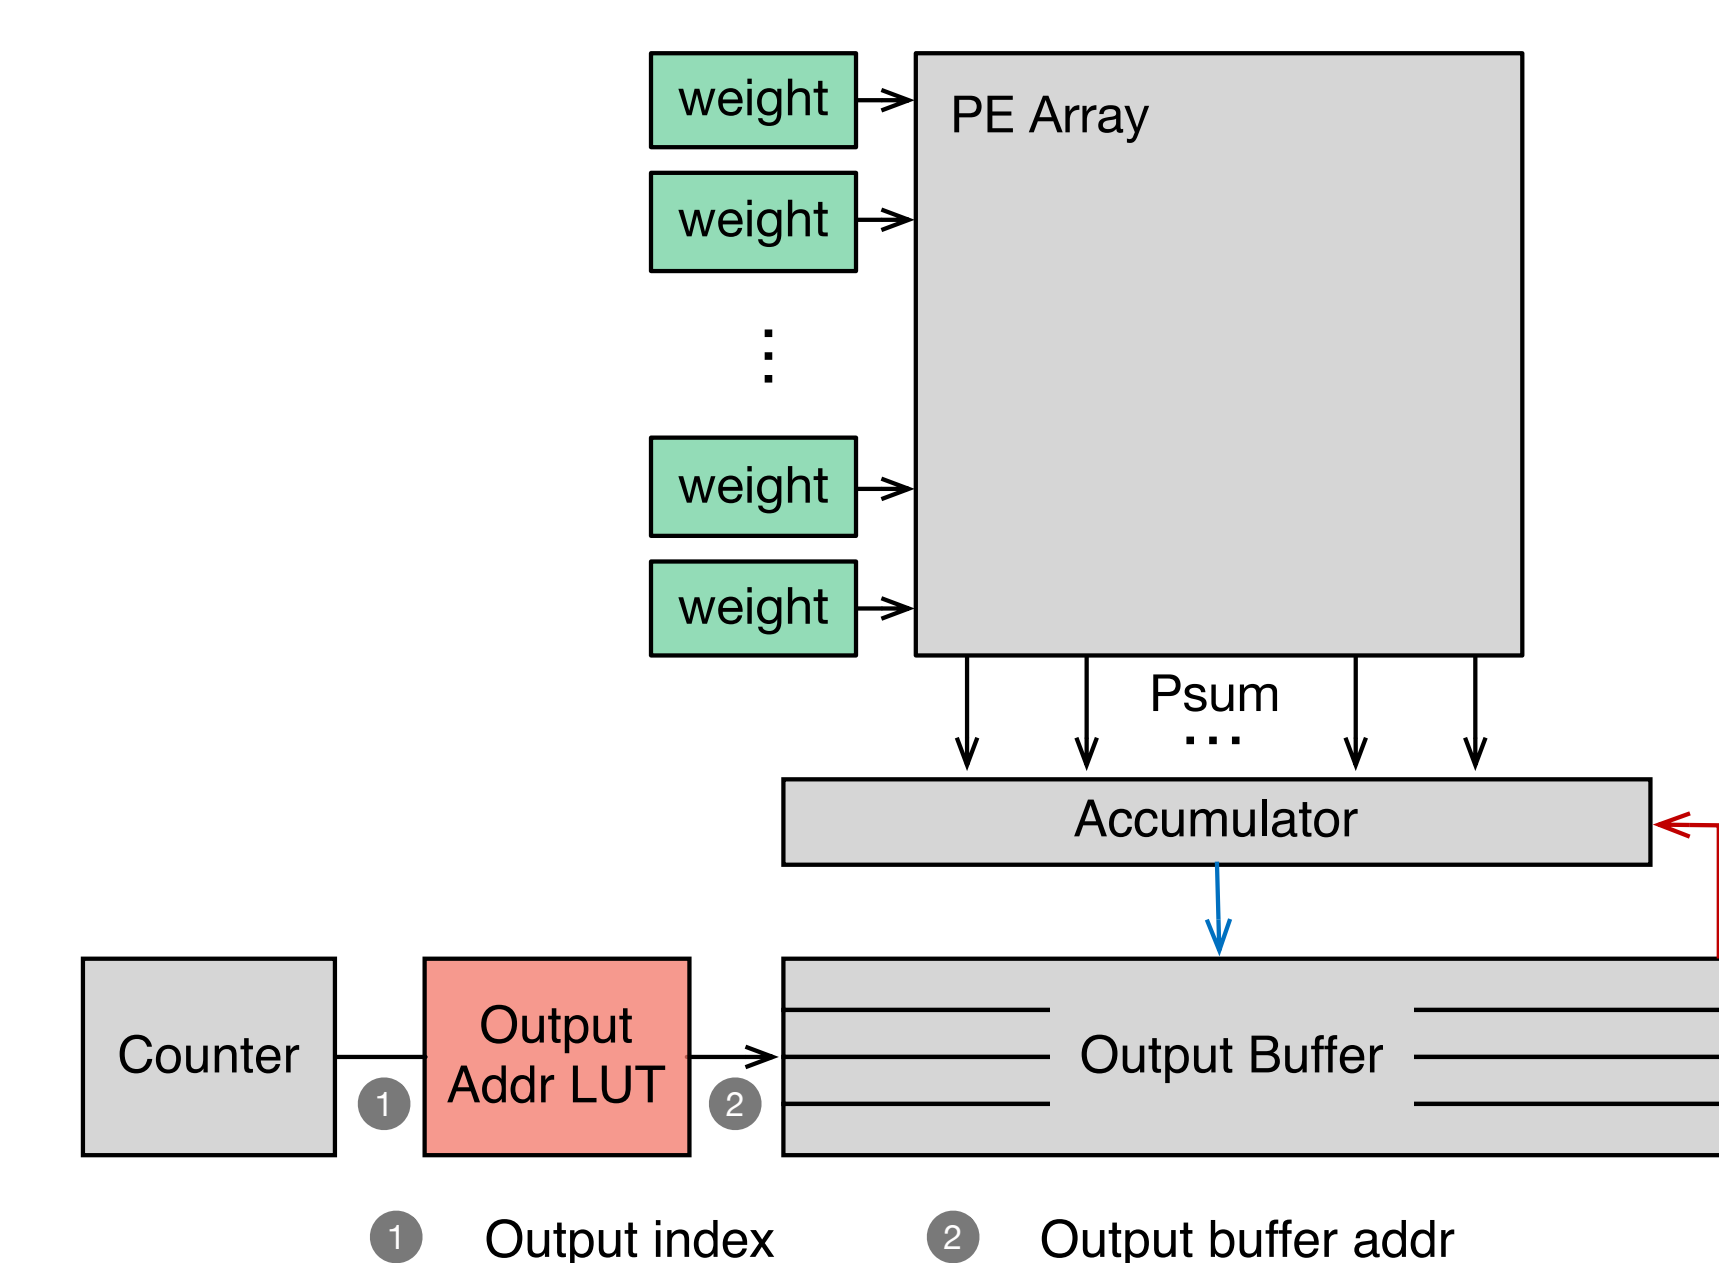 weight
PE Array
weight
weight
weight
Psum
Accumulator
Counter
Output
Addr LUT
Output Buffer
1
2
1 Output index
2 Output buffer addr